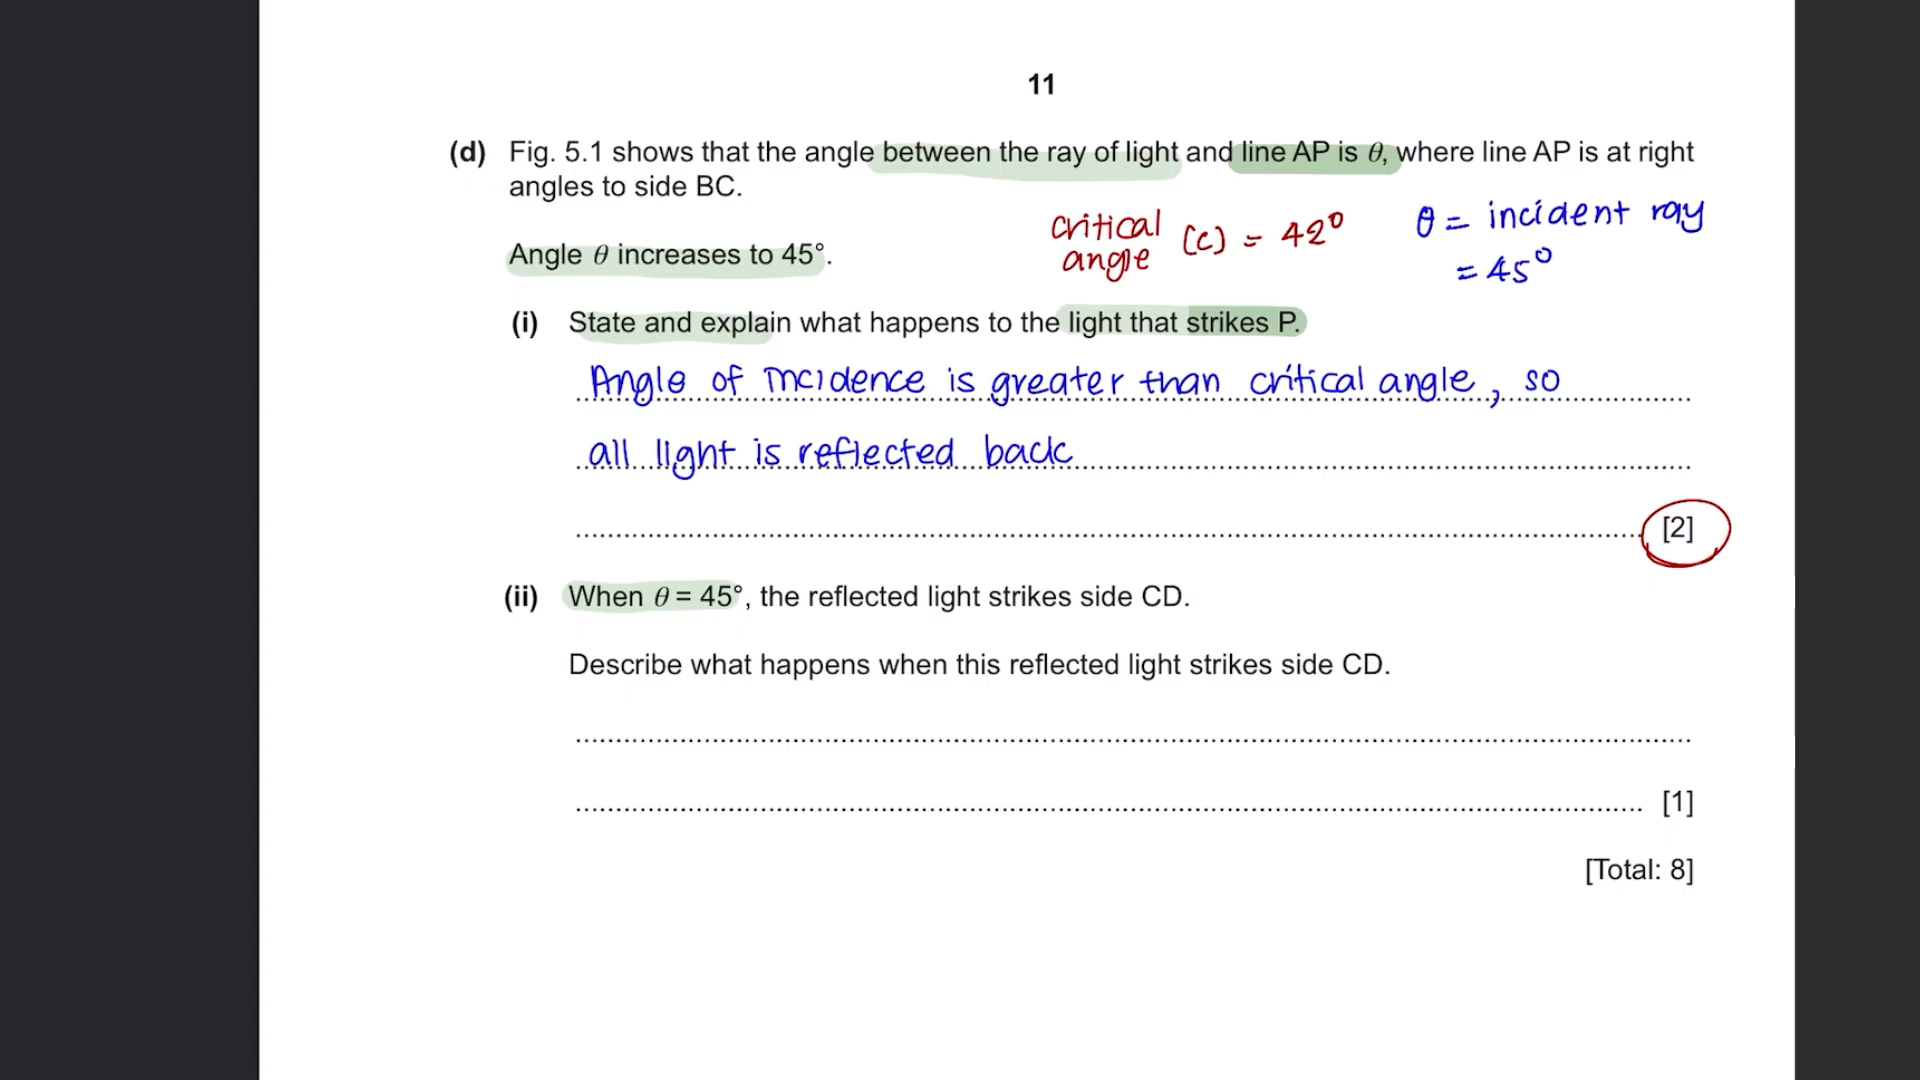 11
(d) Fig. 5.1 shows that the angle between the ray of light and line AP is θ, where line AP is at right
angles to side BC.
critical angle (c) = 42°
θ = incident ray
= 45°
Angle θ increases to 45°.
(i) State and explain what happens to the light that strikes P.
Angle of incidence is greater than critical angle, so
all light is reflected back
[2]
(ii) When θ = 45°, the reflected light strikes side CD.
Describe what happens when this reflected light strikes side CD.
[1]
[Total: 8]